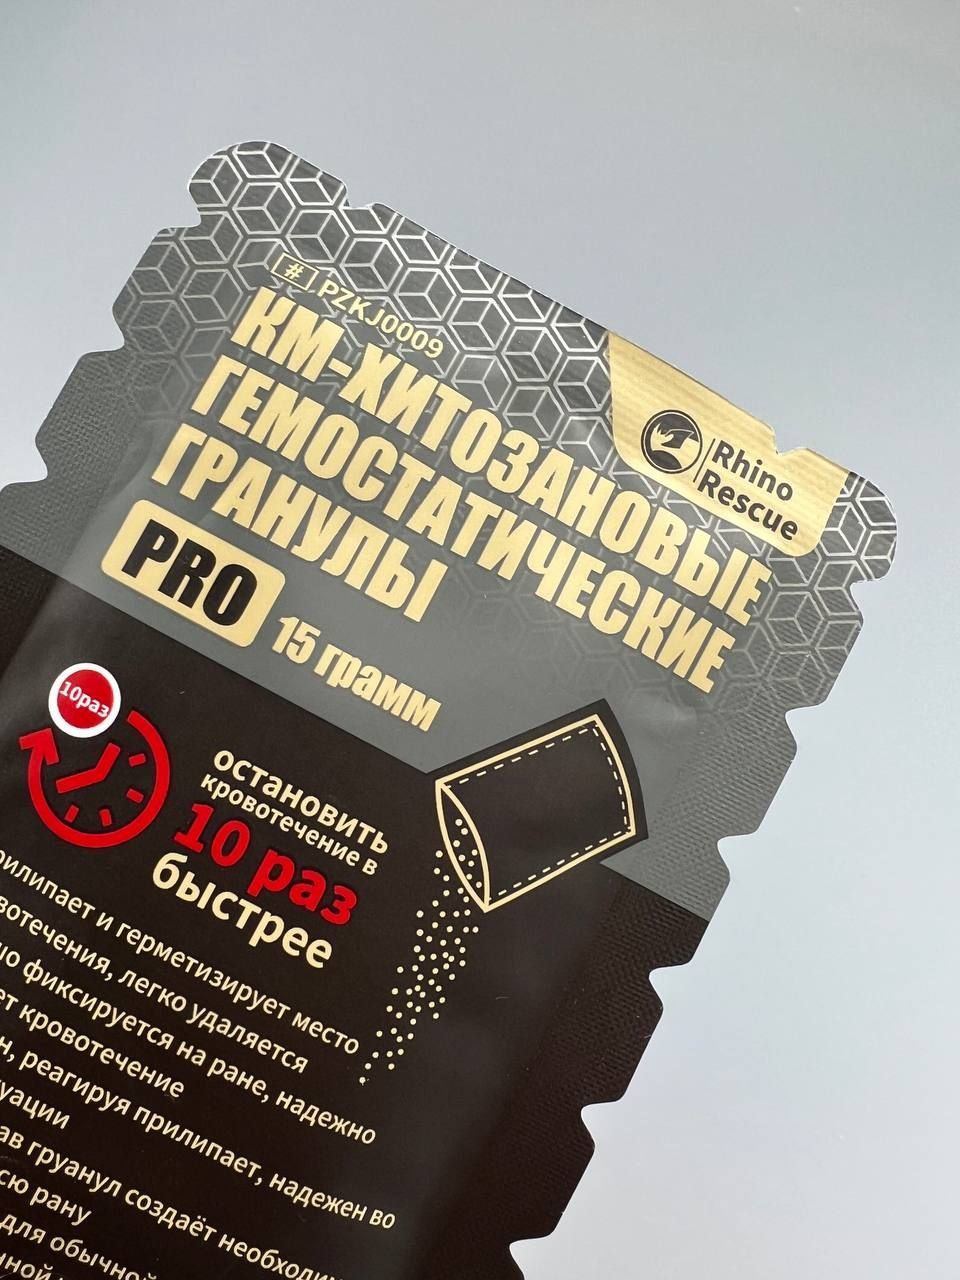 # PZKJ0009
КМ-ХИТОЗАНОВЫЕ
ГЕМОСТАТИЧЕСКИЕ
ГРАНУЛЫ
Rhino
Rescue
PRO 15 грамм
10раз
остановить
кровотечение в
10 раз
быстрее
рилипает и герметизирует место
вотечения, легко удаляется
но фиксируется на ране, надежно
ет кровотечение
н, реагируя прилипает, надежен во
уации
ав груанул создаёт необходим
сю рану
для обычной
нной